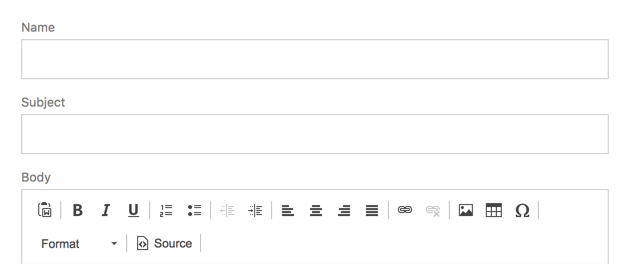 Name
Subject
Body
B I U Ω
Format Source